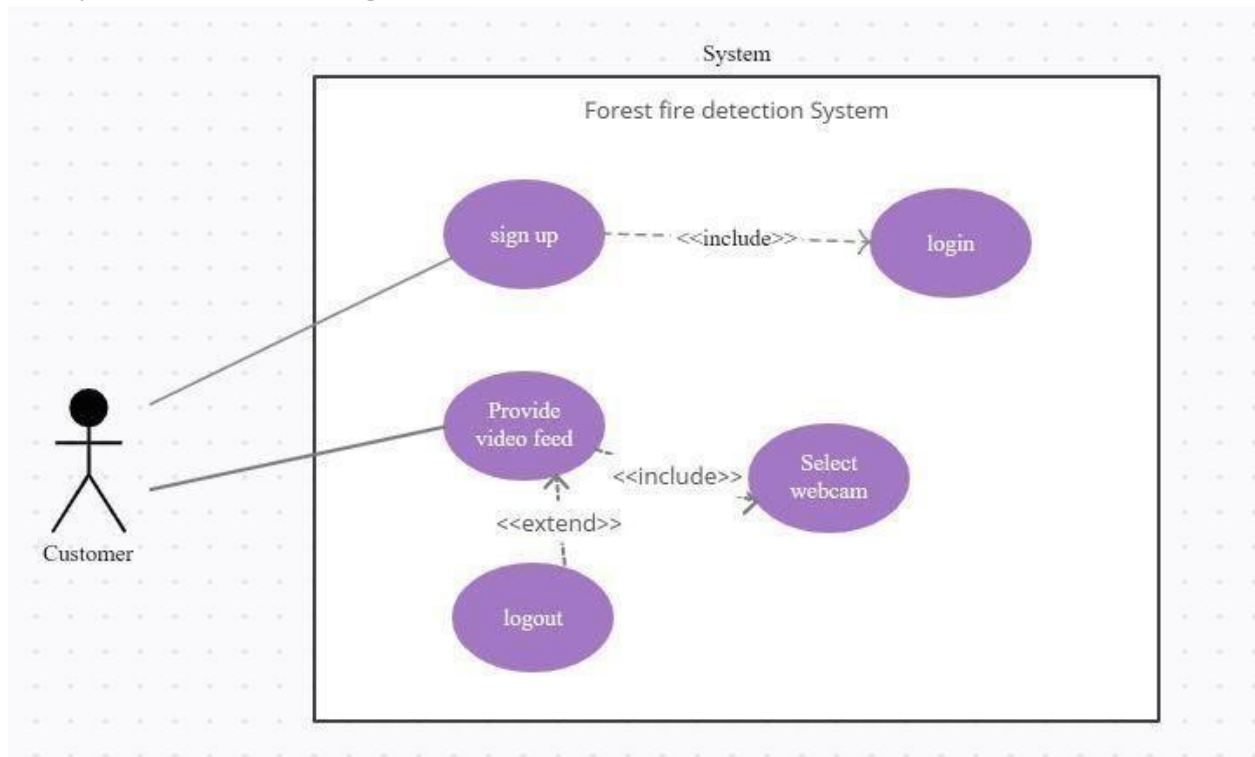 System
Forest fire detection System
sign up
<<include>>
login
Provide
video feed
<<include>>
Select
webcam
<<extend>>
logout
Customer